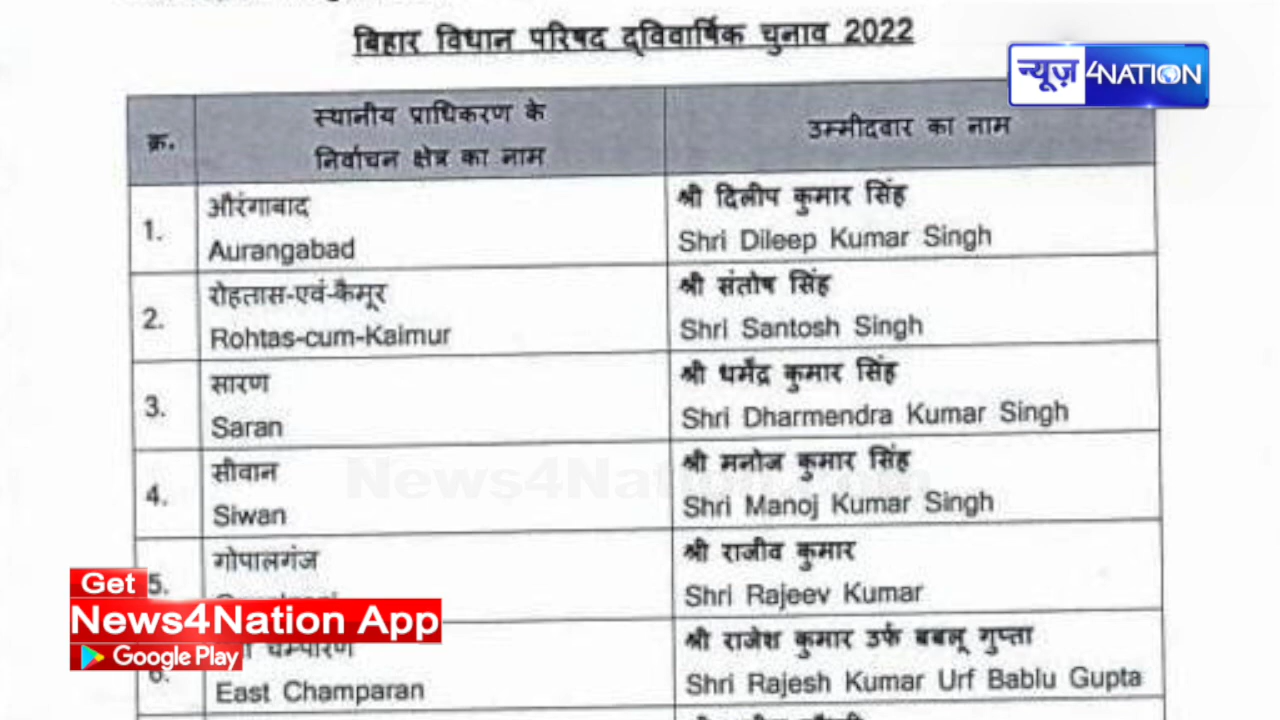 बिहार विधान परिषद द्विवार्षिक चुनाव 2022
न्यूज़ 4NATION
क्र.
स्थानीय प्राधिकरण के
निर्वाचन क्षेत्र का नाम
उम्मीदवार का नाम
1.
औरंगाबाद
Aurangabad
श्री दिलीप कुमार सिंह
Shri Dileep Kumar Singh
2.
रोहतास-एवं-कैमूर
Rohtas-cum-Kaimur
श्री संतोष सिंह
Shri Santosh Singh
3.
सारण
Saran
श्री धर्मेंद्र कुमार सिंह
Shri Dharmendra Kumar Singh
4.
सीवान
Siwan
श्री मनोज कुमार सिंह
Shri Manoj Kumar Singh
5.
गोपालगंज
श्री राजीव कुमार
Shri Rajeev Kumar
6.
चम्पारण
East Champaran
श्री राजेश कुमार उर्फ बबलू गुप्ता
Shri Rajesh Kumar Urf Bablu Gupta
News4Nation.com
Get
News4Nation App
Google Play